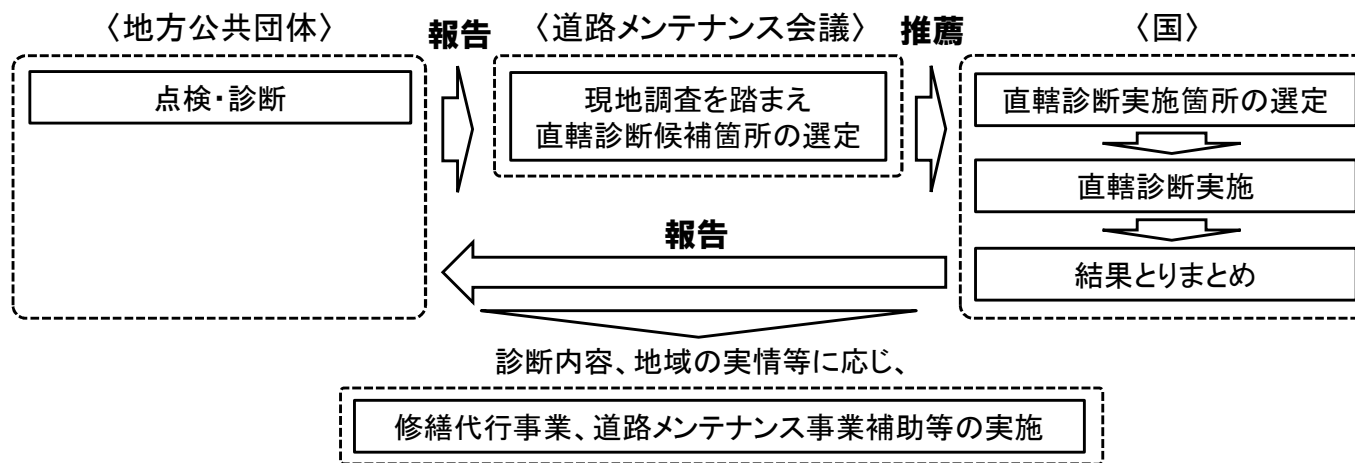 〈地方公共団体〉
報告
〈道路メンテナンス会議〉
推薦
〈国〉
点検・診断
現地調査を踏まえ
直轄診断候補箇所の選定
直轄診断実施箇所の選定
直轄診断実施
報告
結果とりまとめ
診断内容、地域の実情等に応じ、
修繕代行事業、道路メンテナンス事業補助等の実施